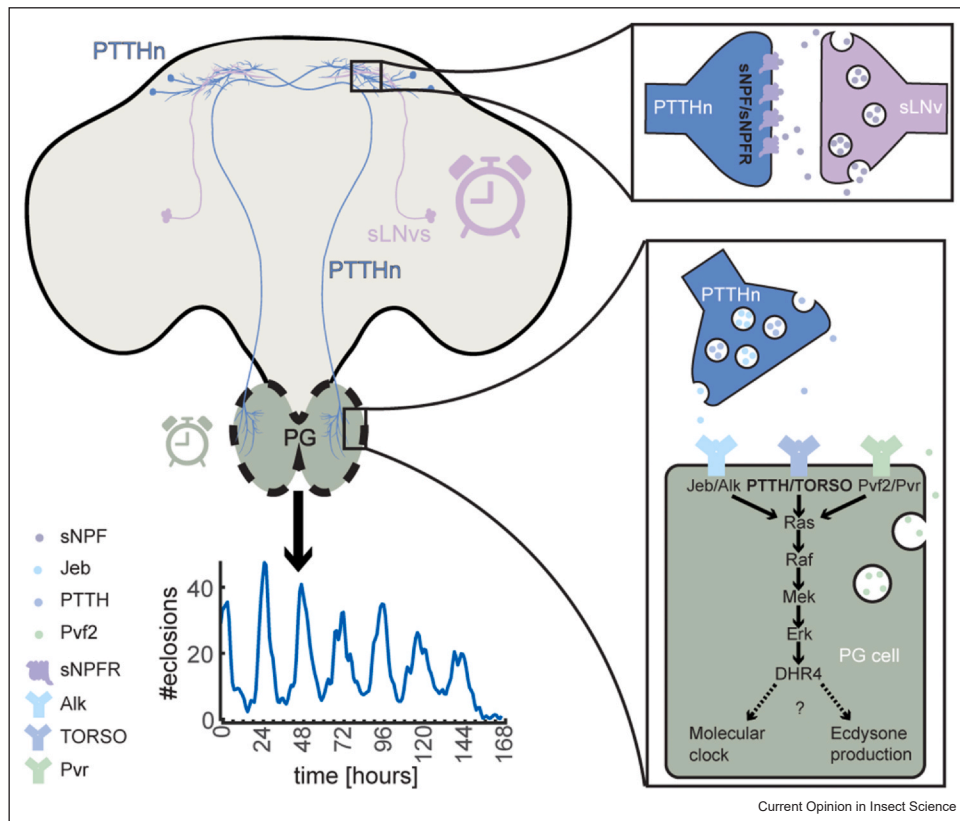 PTTHn
sLNvs
PTTHn
PG
PTTHn
sNPF/sNPFR
sLNv
PTTHn
Jeb/Alk PTTH/TORSO Pvf2/Pvr
Ras
Raf
Mek
Erk
DHR4
?
PG cell
Molecular
clock
Ecdysone
production
sNPF
Jeb
PTTH
Pvf2
sNPFR
Alk
TORSO
Pvr
#eclosions
40
20
0
0 24 48 72 96 120 144 168
time [hours]
Current Opinion in Insect Science